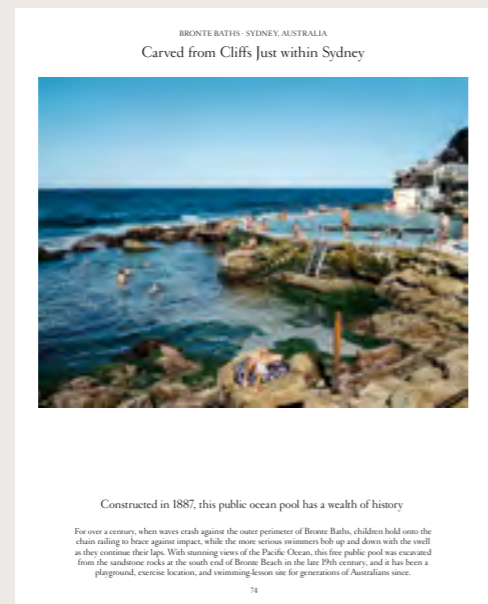 BRONTE BATHS · SYDNEY, AUSTRALIA
Carved from Cliffs Just within Sydney
Constructed in 1887, this public ocean pool has a wealth of history
For over a century, when waves crash against the outer perimeter of Bronte Baths, children hold onto the
chain railing to brace against impact, while the more serious swimmers bob up and down with the swell
as they continue their laps. With stunning views of the Pacific Ocean, this free public pool was excavated
from the sandstone rocks at the south end of Bronte Beach in the late 19th century, and it has been a
playground, exercise location, and swimming-lesson site for generations of Australians since.
74